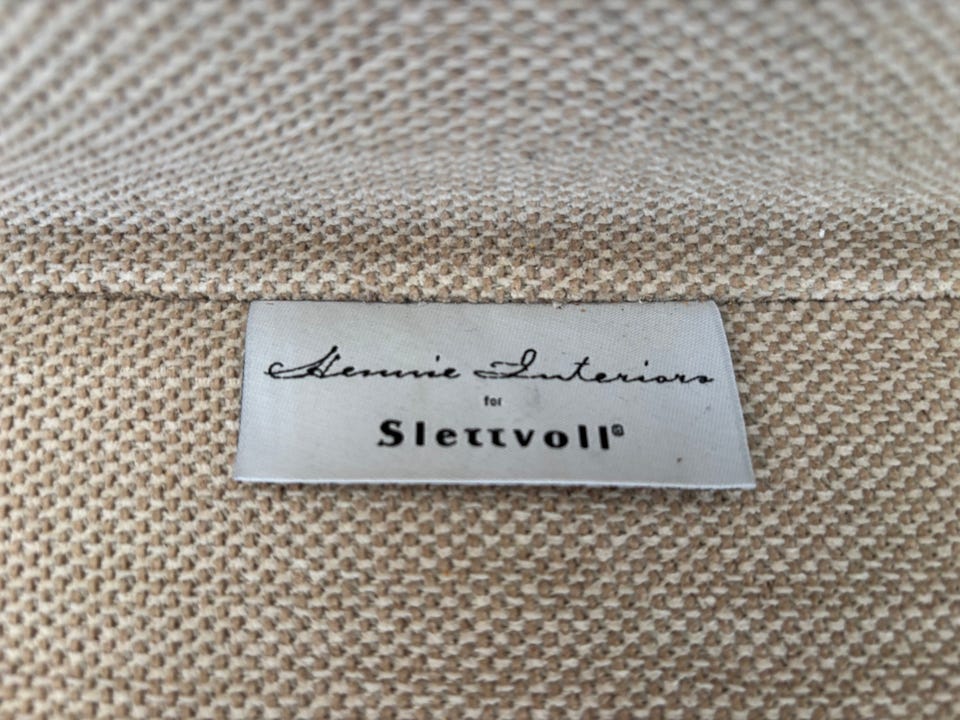 Hennie Interiors
for
Slettvoll®